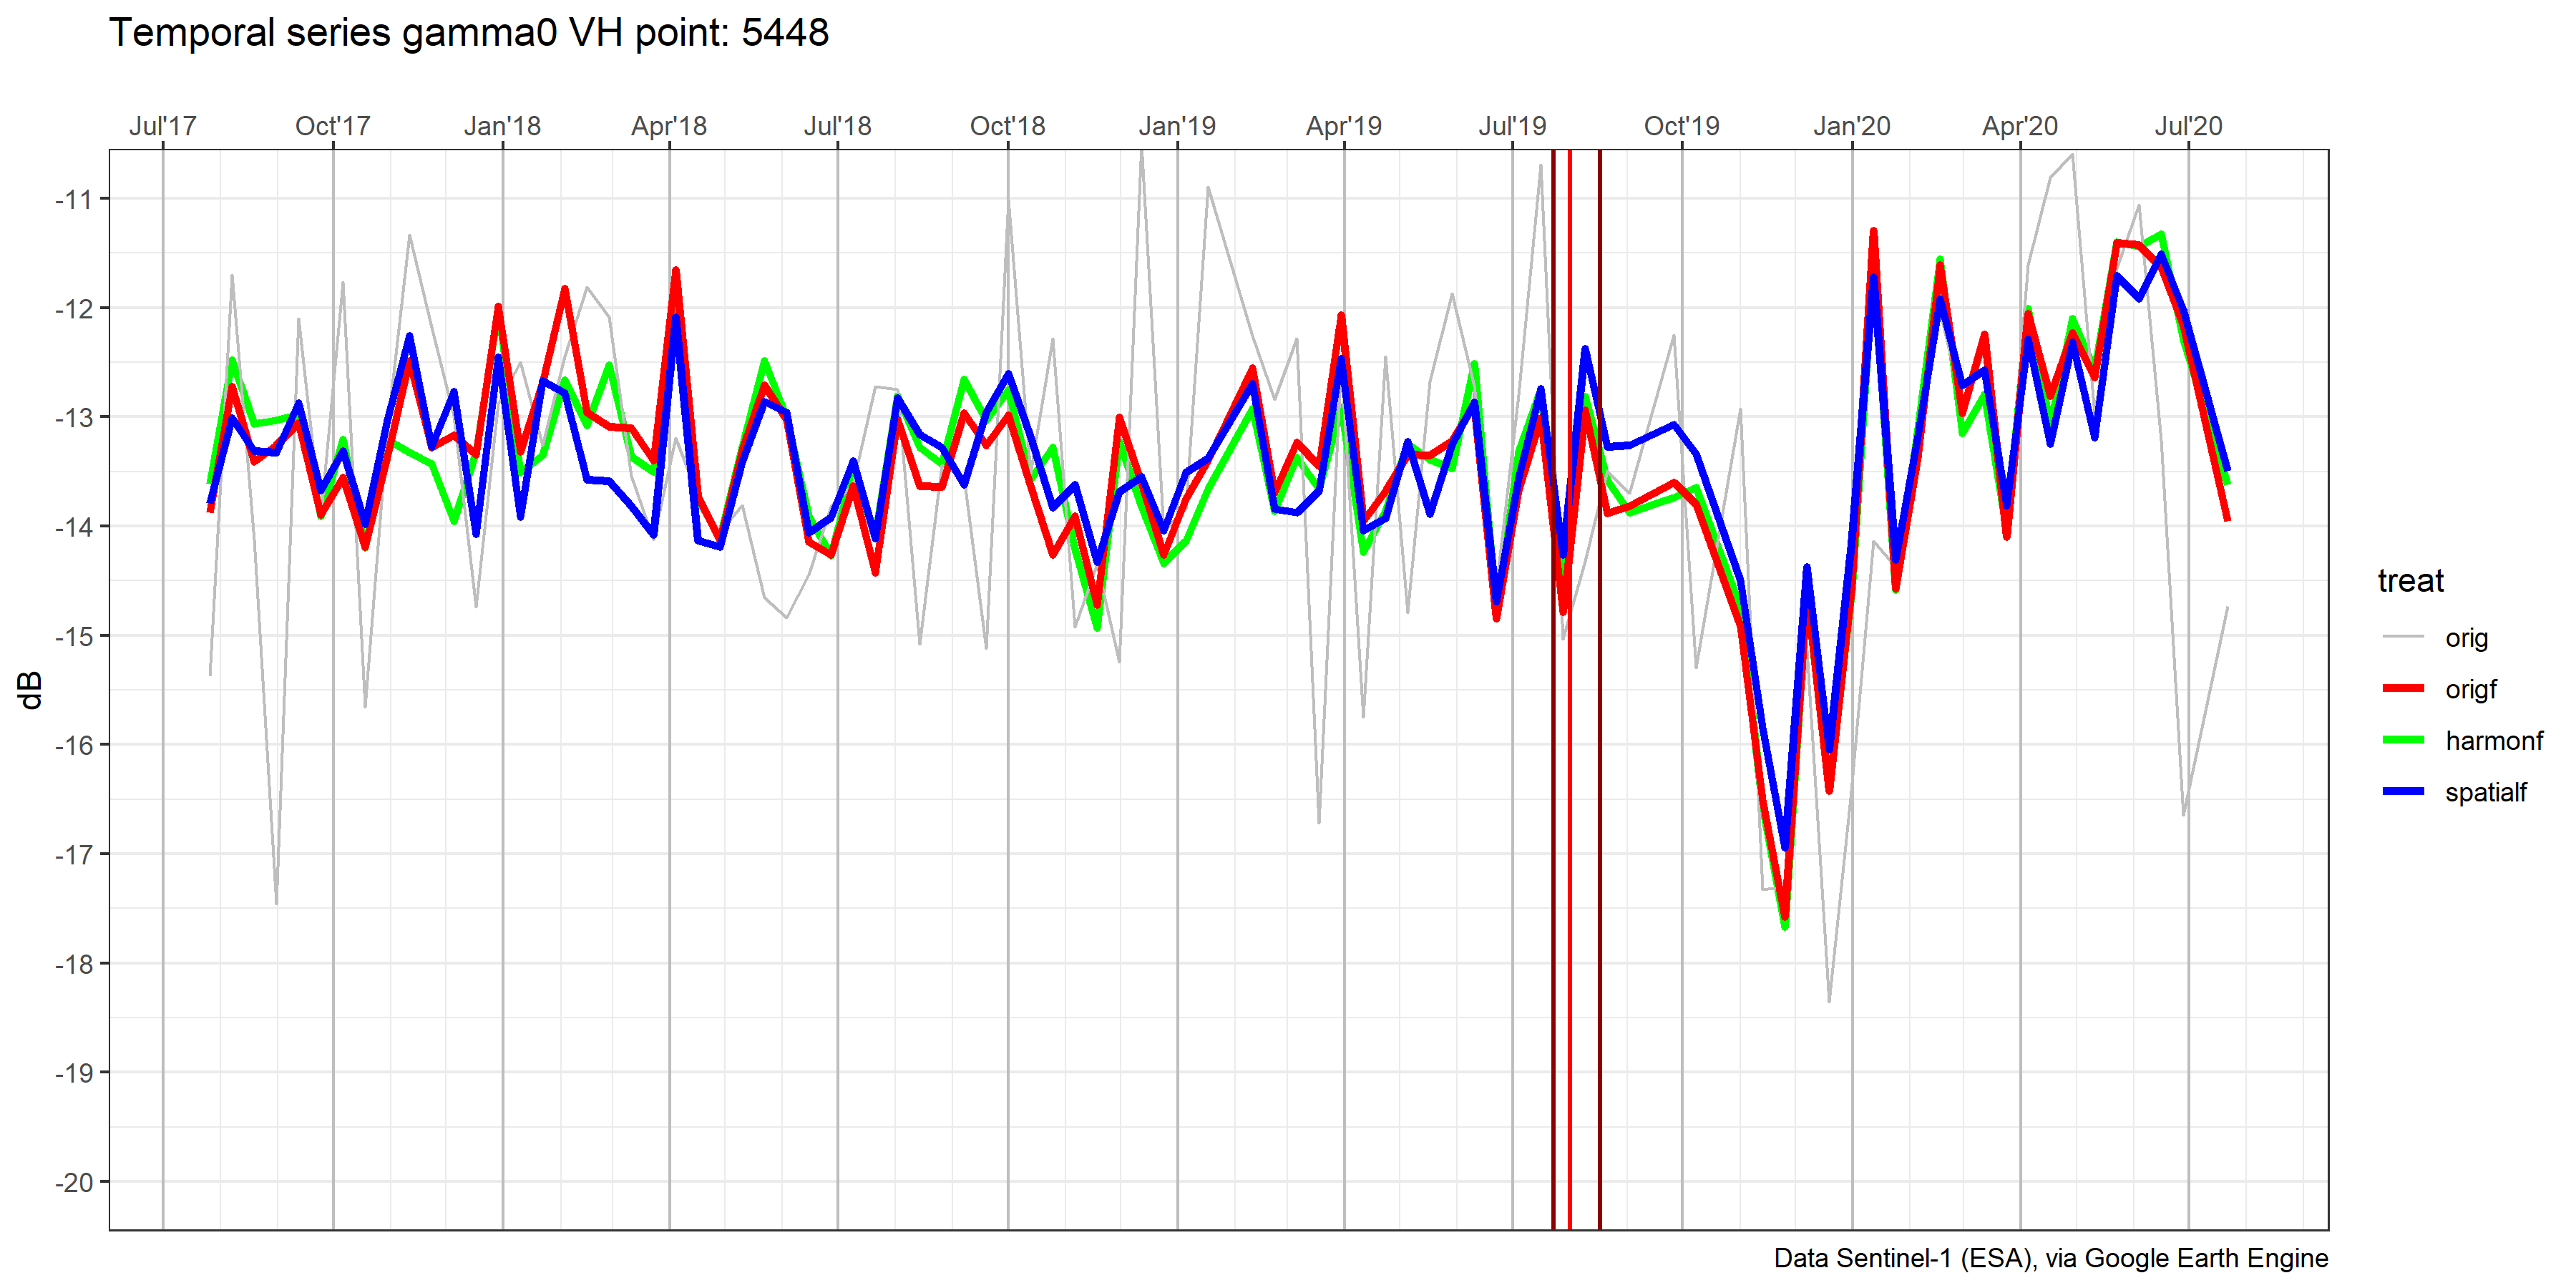 Temporal series gamma0 VH point: 5448
Jul'17 Oct'17 Jan'18 Apr'18 Jul'18 Oct'18 Jan'19 Apr'19 Jul'19 Oct'19 Jan'20 Apr'20 Jul'20
-11
-12
-13
-14
-15
-16
-17
-18
-19
-20
dB
treat
orig
origf
harmonf
spatialf
Data Sentinel-1 (ESA), via Google Earth Engine